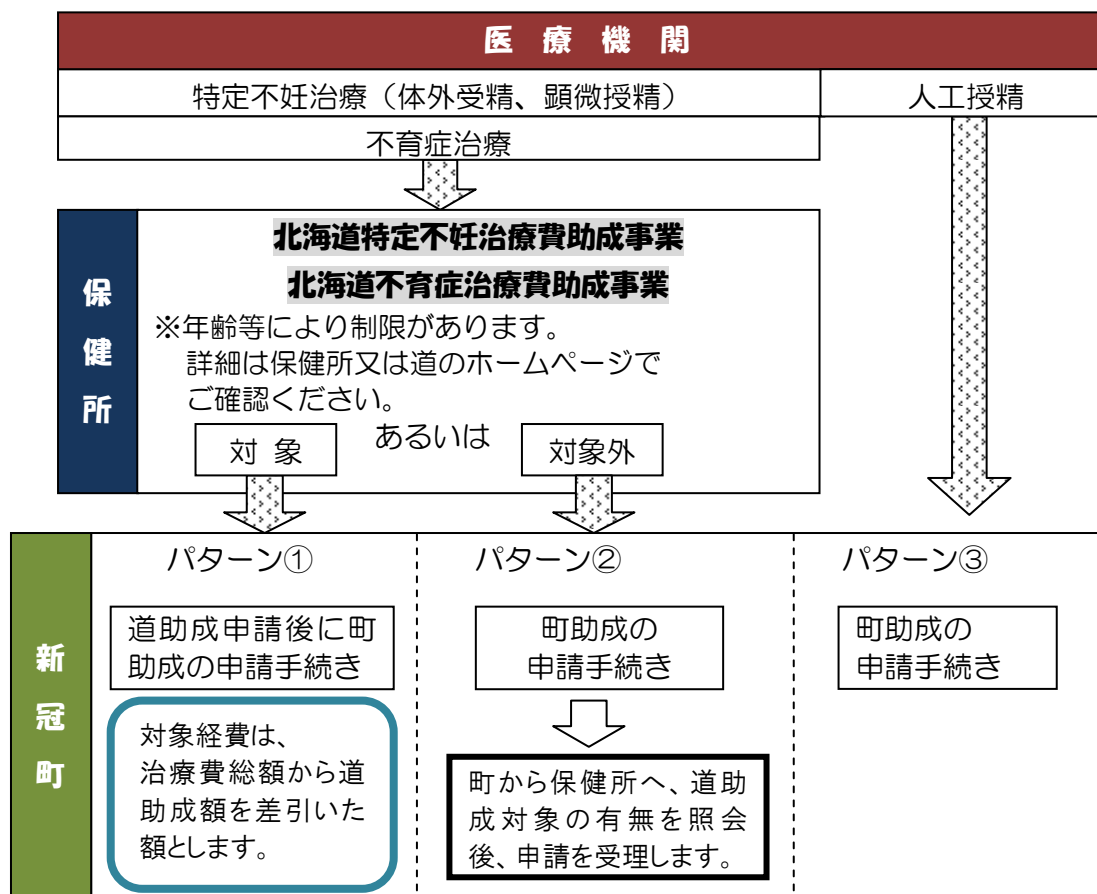 医療機関
特定不妊治療（体外受精、顕微授精）
人工授精
不育症治療
保健所
北海道特定不妊治療費助成事業
北海道不育症治療費助成事業
※年齢等により制限があります。
詳細は保健所又は道のホームページで
ご確認ください。
対 象
あるいは
対象外
新冠町
パターン①
道助成申請後に町
助成の申請手続き
対象経費は、
治療費総額から道
助成額を差引いた
額とします。
パターン②
町助成の
申請手続き
町から保健所へ、道助
成対象の有無を照会
後、申請を受理します。
パターン③
町助成の
申請手続き